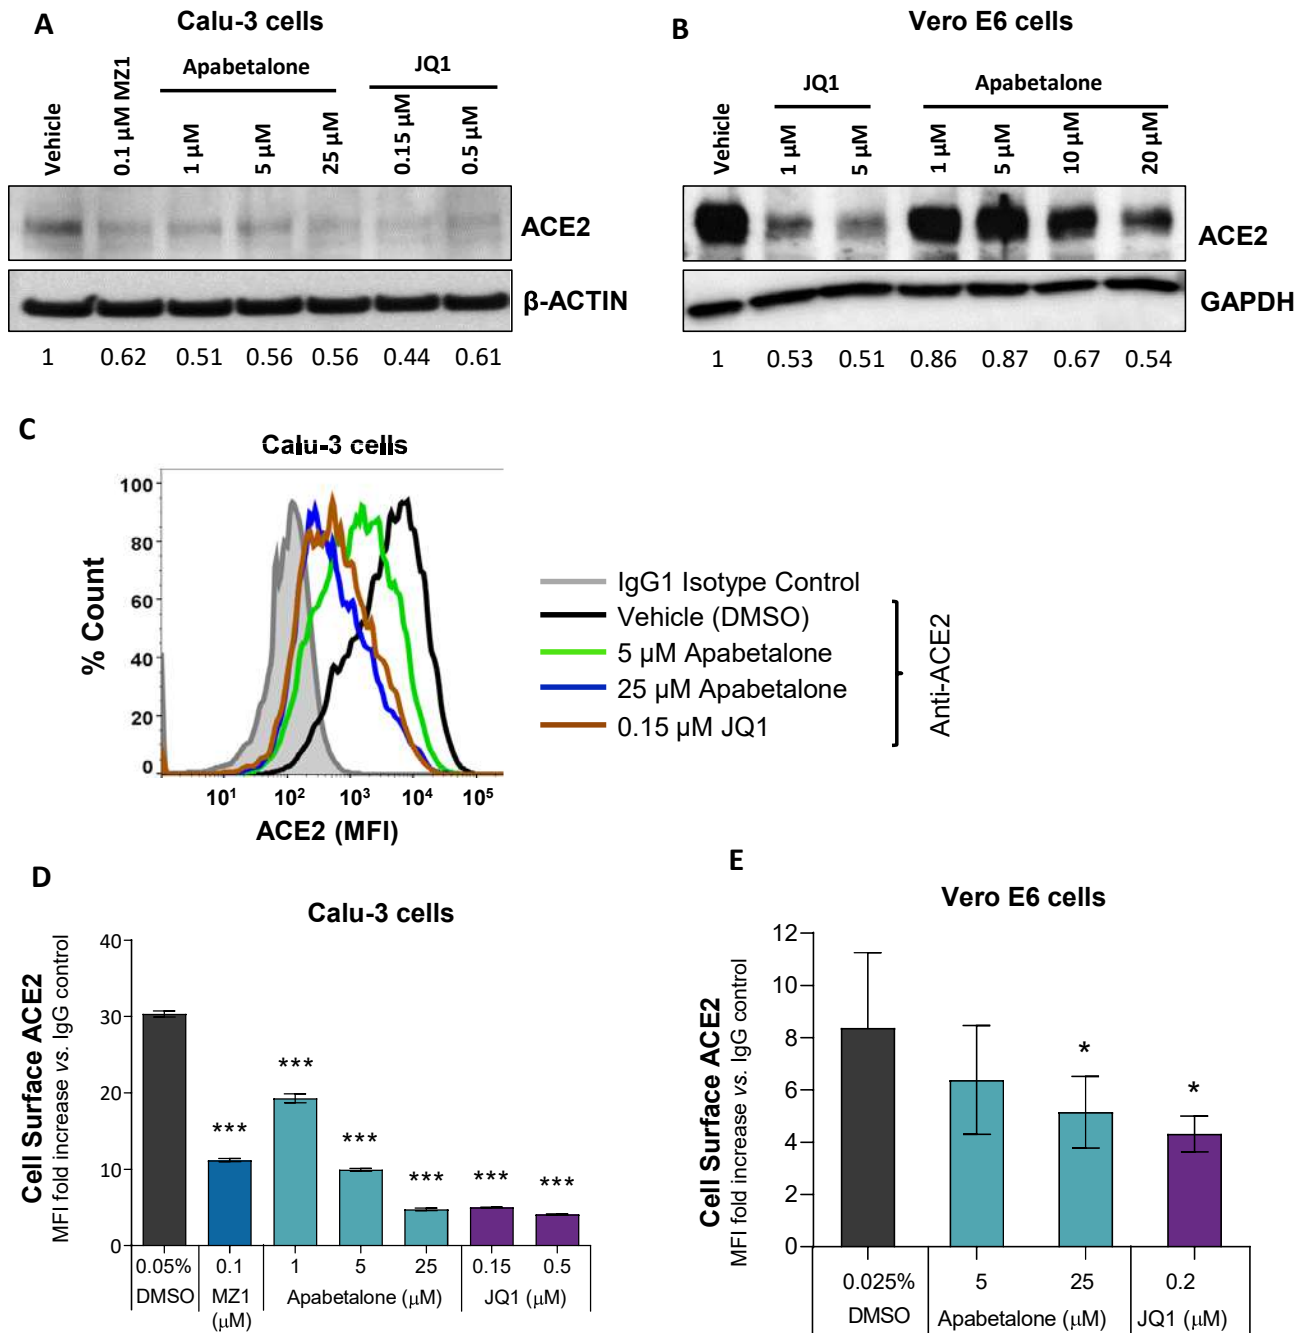 A
Calu-3 cells
Vehicle
0.1 µM MZ1
Apabetalone
1 µM
5 µM
25 µM
JQ1
0.15 µM
0.5 µM
ACE2
β-ACTIN
1 0.62 0.51 0.56 0.56 0.44 0.61
B
Vero E6 cells
Vehicle
JQ1
1 µM
5 µM
Apabetalone
1 µM
5 µM
10 µM
20 µM
ACE2
GAPDH
1 0.53 0.51 0.86 0.87 0.67 0.54
C
Calu-3 cells
% Count
100
80
60
40
20
0
10¹ 10² 10³ 10⁴ 10⁵
ACE2 (MFI)
IgG1 Isotype Control
Vehicle (DMSO)
5 µM Apabetalone
25 µM Apabetalone
0.15 µM JQ1
Anti-ACE2
D
Calu-3 cells
Cell Surface ACE2
MFI fold increase vs. IgG control
40
30
20
10
0
*** *** *** *** *** ***
0.05% 0.1 1 5 25 0.15 0.5
DMSO MZ1 Apabetalone (µM) JQ1 (µM)
(µM)
E
Vero E6 cells
Cell Surface ACE2
MFI fold increase vs. IgG control
12
10
8
6
4
2
0
* *
0.025% 5 25 0.2
DMSO Apabetalone (µM) JQ1 (µM)